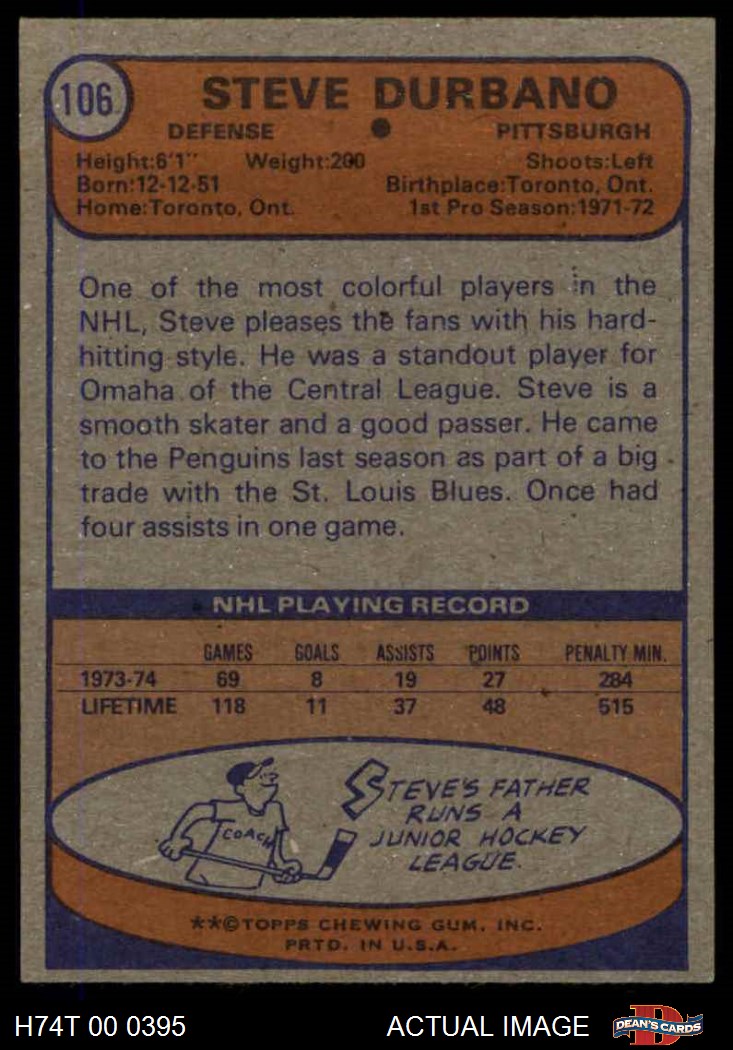 106
STEVE DURBANO
DEFENSE ● PITTSBURGH
Height:6'1" Weight:200 Shoots:Left
Born:12-12-51 Birthplace:Toronto, Ont.
Home:Toronto, Ont. 1st Pro Season:1971-72
One of the most colorful players in the
NHL, Steve pleases the fans with his hard-
hitting style. He was a standout player for
Omaha of the Central League. Steve is a
smooth skater and a good passer. He came
to the Penguins last season as part of a big
trade with the St. Louis Blues. Once had
four assists in one game.
NHL PLAYING RECORD
GAMES GOALS ASSISTS POINTS PENALTY MIN.
1973-74 69 8 19 27 284
LIFETIME 118 11 37 48 515
COACH
STEVE'S FATHER
RUNS A
JUNIOR HOCKEY
LEAGUE.
**©TOPPS CHEWING GUM, INC.
PRTD. IN U.S.A.
H74T 00 0395 ACTUAL IMAGE DEAN'S CARDS